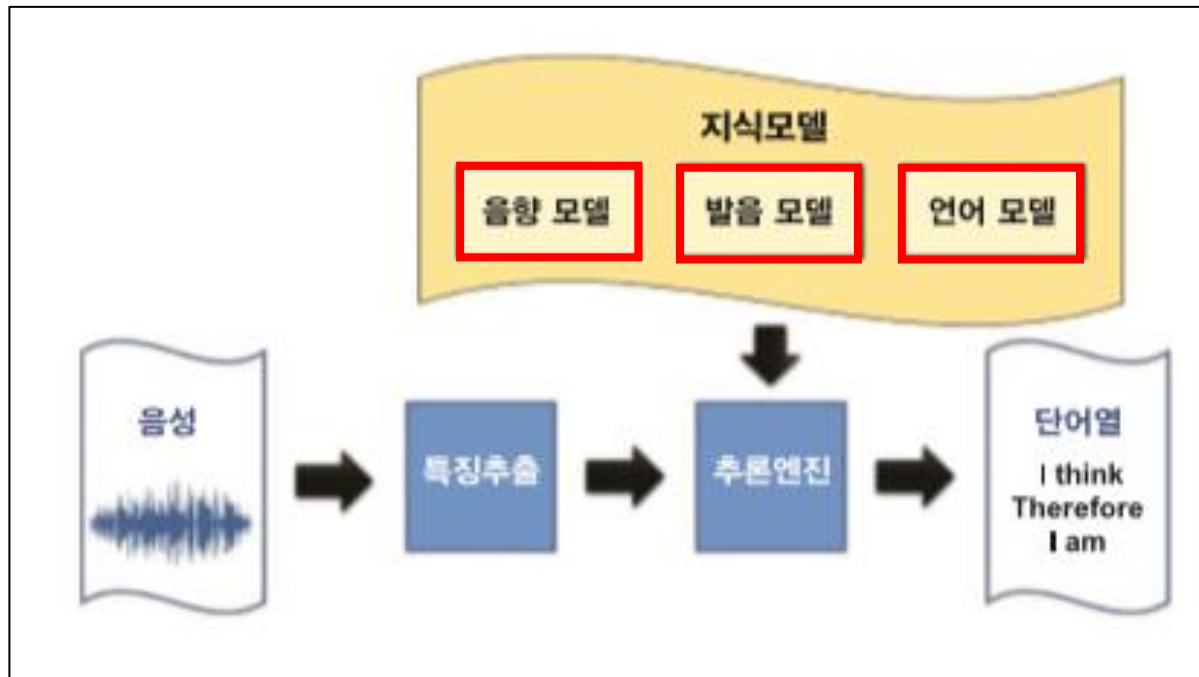 지식모델
음향 모델
발음 모델
언어 모델
음성
특징추출
추론엔진
단어열
I think
Therefore
I am